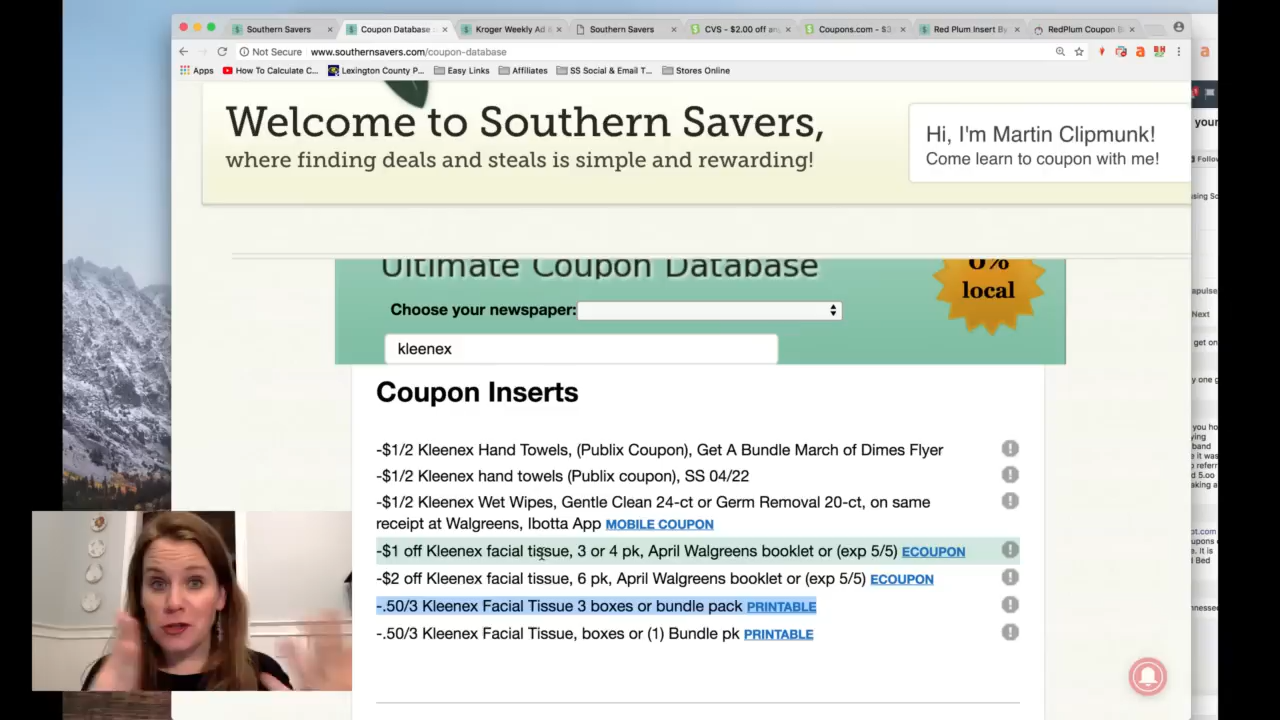 Southern Savers
Coupon Database
Kroger Weekly Ad
Southern Savers
CVS - $2.00 off an
Coupons.com - $3
Red Plum Insert B
RedPlum Coupon
Not Secure
www.southernsavers.com/coupon-database
Apps
How To Calculate C...
Lexington County P...
Easy Links
Affiliates
SS Social & Email T...
Stores Online
Welcome to Southern Savers,
where finding deals and steals is simple and rewarding!
Hi, I'm Martin Clipmunk!
Come learn to coupon with me!
Ultimate Coupon Database
Choose your newspaper:
0%
local
kleenex
Coupon Inserts
-$1/2 Kleenex Hand Towels, (Publix Coupon), Get A Bundle March of Dimes Flyer
-$1/2 Kleenex hand towels (Publix coupon), SS 04/22
-$1/2 Kleenex Wet Wipes, Gentle Clean 24-ct or Germ Removal 20-ct, on same
receipt at Walgreens, Ibotta App MOBILE COUPON
-$1 off Kleenex facial tissue, 3 or 4 pk, April Walgreens booklet or (exp 5/5) ECOUPON
-$2 off Kleenex facial tissue, 6 pk, April Walgreens booklet or (exp 5/5) ECOUPON
-.50/3 Kleenex Facial Tissue 3 boxes or bundle pack PRINTABLE
-.50/3 Kleenex Facial Tissue, boxes or (1) Bundle pk PRINTABLE
your
Follow
Next
get on